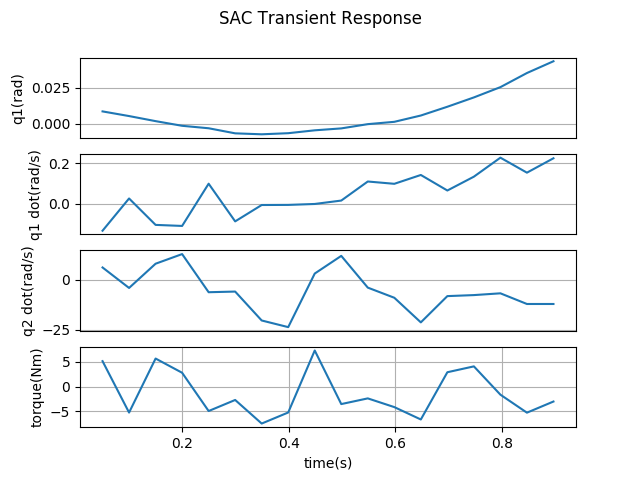 SAC Transient Response
q1(rad)
0.025
0.000
q1 dot(rad/s)
0.2
0.0
q2 dot(rad/s)
0
−25
torque(Nm)
5
0
−5
0.2 0.4 0.6 0.8
time(s)